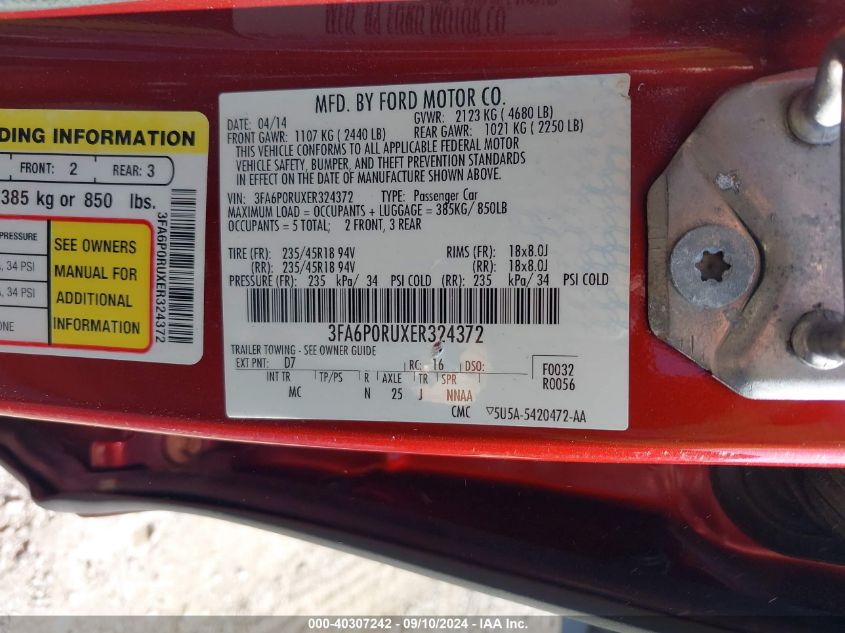 MFD. BY FORD MOTOR CO.
DATE: 04/14
GVWR: 2123 KG ( 4680 LB)
FRONT GAWR: 1107 KG ( 2440 LB)
REAR GAWR: 1021 KG ( 2250 LB)
THIS VEHICLE CONFORMS TO ALL APPLICABLE FEDERAL MOTOR
VEHICLE SAFETY, BUMPER, AND THEFT PREVENTION STANDARDS
IN EFFECT ON THE DATE OF MANUFACTURE SHOWN ABOVE.
VIN: 3FA6P0RUXER324372 TYPE: Passenger Car
MAXIMUM LOAD = OCCUPANTS + LUGGAGE = 385KG/ 850LB
OCCUPANTS = 5 TOTAL; 2 FRONT, 3 REAR
TIRE (FR): 235/45R18 94V RIMS (FR): 18x8.0J
(RR): 235/45R18 94V (RR): 18x8.0J
PRESSURE (FR): 235 kPa/ 34 PSI COLD (RR): 235 kPa/ 34 PSI COLD
3FA6P0RUXER324372
TRAILER TOWING - SEE OWNER GUIDE
EXT PNT: D7 RC: 16 DSO:
F0032
R0056
INT TR TP/PS R AXLE TR SPR
MC N 25 J NNAA
CMC ▽5U5A-5420472-AA
DING INFORMATION
FRONT: 2 REAR: 3
385 kg or 850 lbs.
PRESSURE
, 34 PSI
, 34 PSI
ONE
SEE OWNERS
MANUAL FOR
ADDITIONAL
INFORMATION
3FA6P0RUXER324372
000-40307242 - 09/10/2024 - IAA Inc.